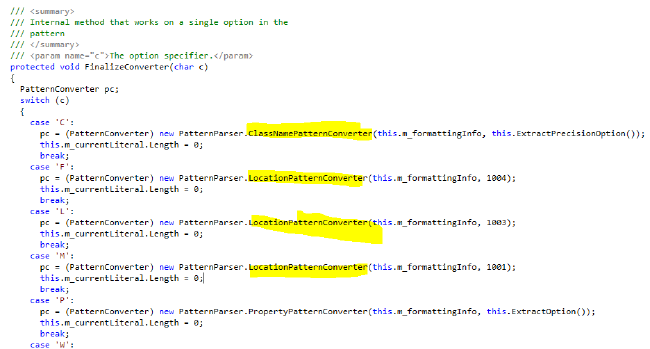 /// <summary>
/// Internal method that works on a single option in the
/// pattern
/// </summary>
/// <param name="c">The option specifier.</param>
protected void FinalizeConverter(char c)
{
PatternConverter pc;
switch (c)
{
case 'C':
pc = (PatternConverter) new PatternParser.ClassNamePatternConverter(this.m_formattingInfo, this.ExtractPrecisionOption());
this.m_currentLiteral.Length = 0;
break;
case 'F':
pc = (PatternConverter) new PatternParser.LocationPatternConverter(this.m_formattingInfo, 1004);
this.m_currentLiteral.Length = 0;
break;
case 'L':
pc = (PatternConverter) new PatternParser.LocationPatternConverter(this.m_formattingInfo, 1003);
this.m_currentLiteral.Length = 0;
break;
case 'M':
pc = (PatternConverter) new PatternParser.LocationPatternConverter(this.m_formattingInfo, 1001);
this.m_currentLiteral.Length = 0;
break;
case 'P':
pc = (PatternConverter) new PatternParser.PropertyPatternConverter(this.m_formattingInfo, this.ExtractOption());
this.m_currentLiteral.Length = 0;
break;
case 'W':